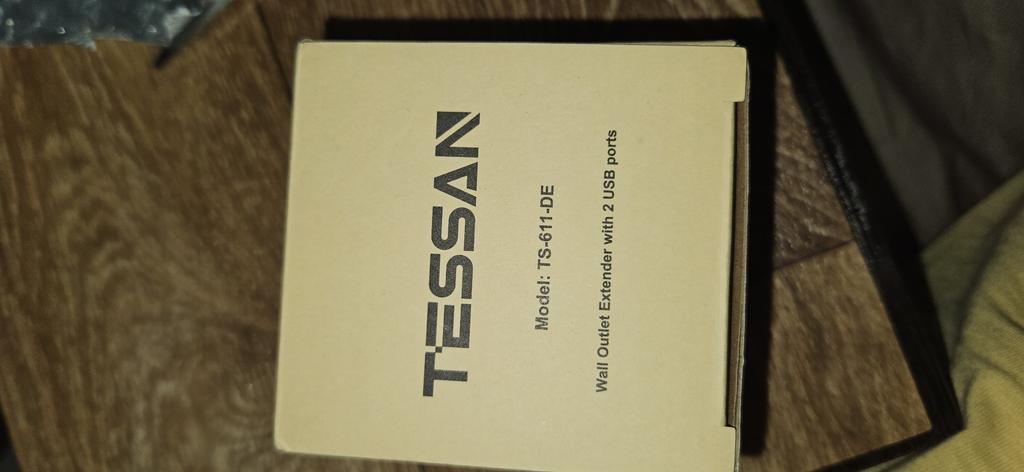 TESSAN
Model: TS-611-DE
Wall Outlet Extender with 2 USB ports